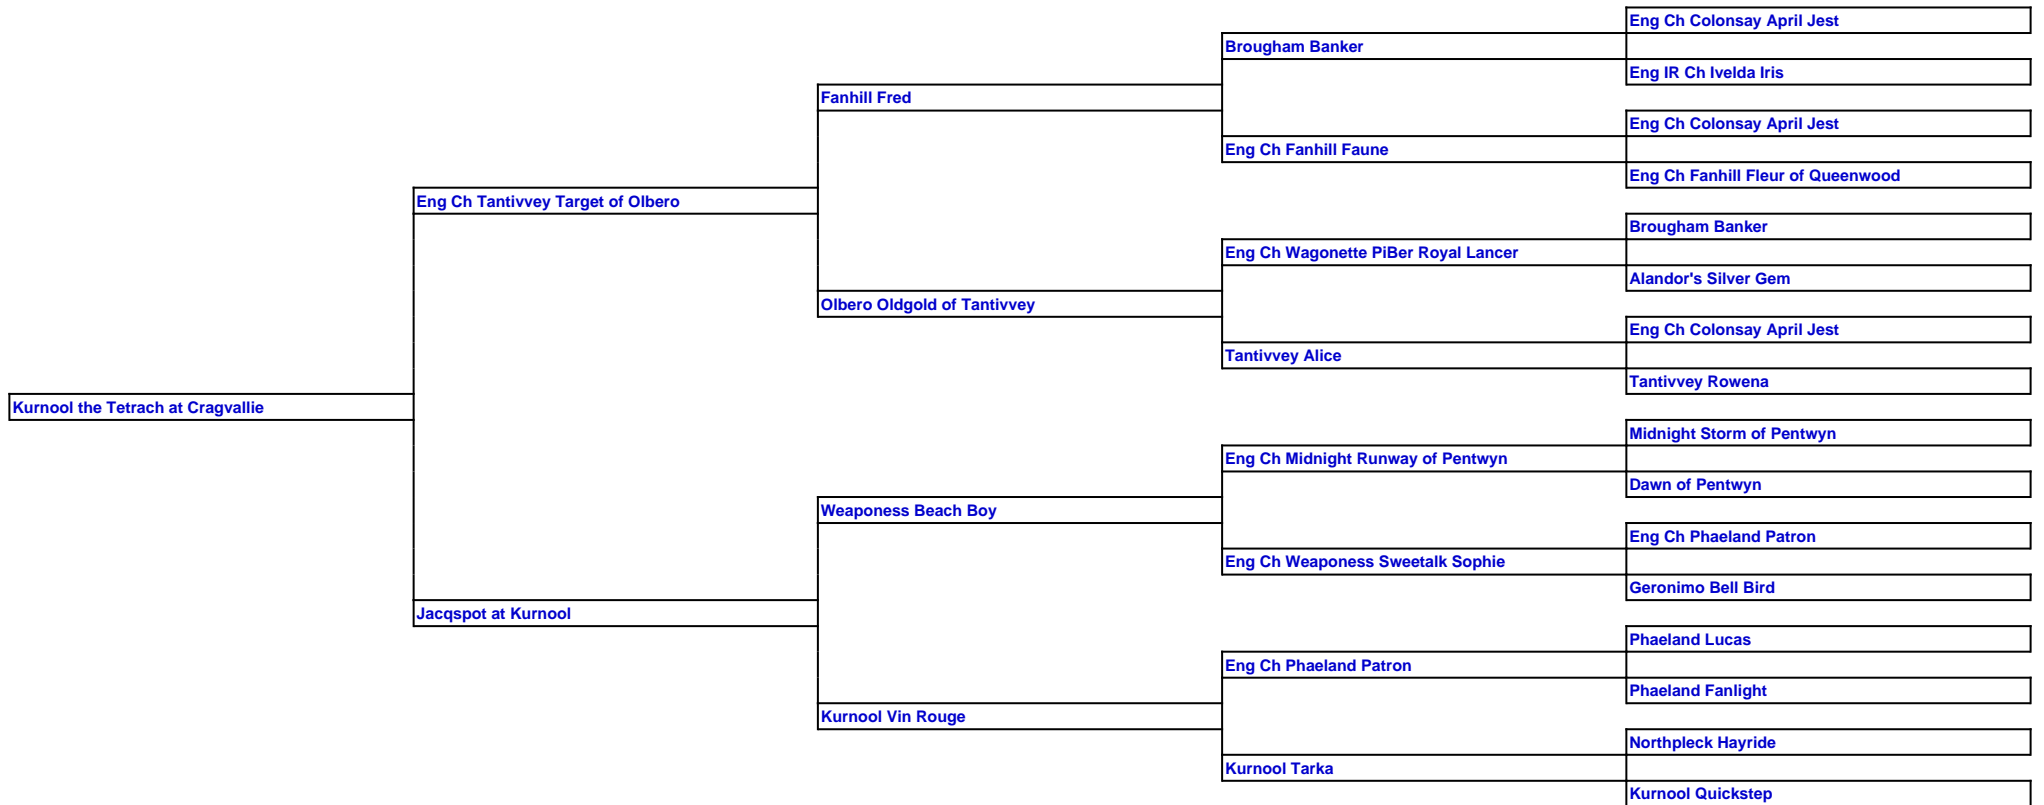 Eng Ch Colonsay April Jest
Brougham Banker
Eng IR Ch Ivelda Iris
Fanhill Fred
Eng Ch Colonsay April Jest
Eng Ch Fanhill Faune
Eng Ch Fanhill Fleur of Queenwood
Eng Ch Tantivvey Target of Olbero
Brougham Banker
Eng Ch Wagonette PiBer Royal Lancer
Alandor's Silver Gem
Olbero Oldgold of Tantivvey
Eng Ch Colonsay April Jest
Tantivvey Alice
Tantivvey Rowena
Kurnool the Tetrach at Cragvallie
Midnight Storm of Pentwyn
Eng Ch Midnight Runway of Pentwyn
Dawn of Pentwyn
Weaponess Beach Boy
Eng Ch Phaeland Patron
Eng Ch Weaponess Sweetalk Sophie
Geronimo Bell Bird
Jacqspot at Kurnool
Phaeland Lucas
Eng Ch Phaeland Patron
Phaeland Fanlight
Kurnool Vin Rouge
Northpleck Hayride
Kurnool Tarka
Kurnool Quickstep